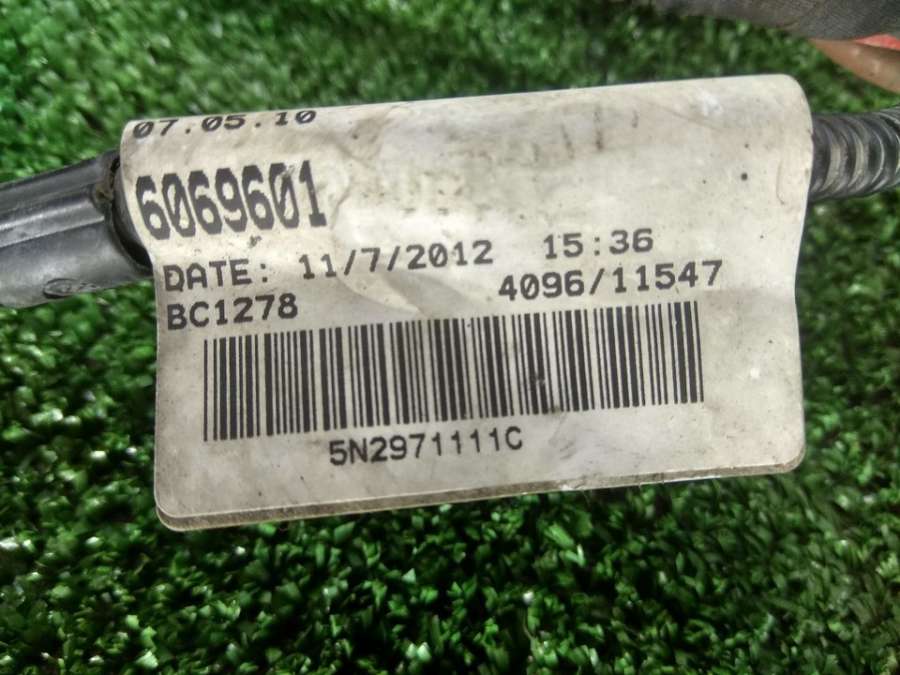 07.05.10
6069601
DATE: 11/7/2012 15:36
BC1278 4096/11547
5N2971111C